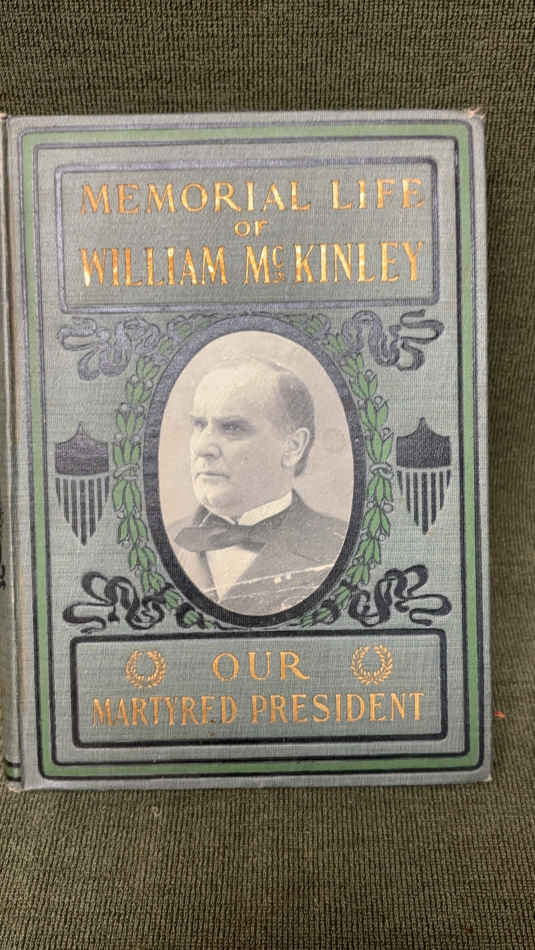 MEMORIAL LIFE
OF
WILLIAM McKINLEY
OUR
MARTYRED PRESIDENT